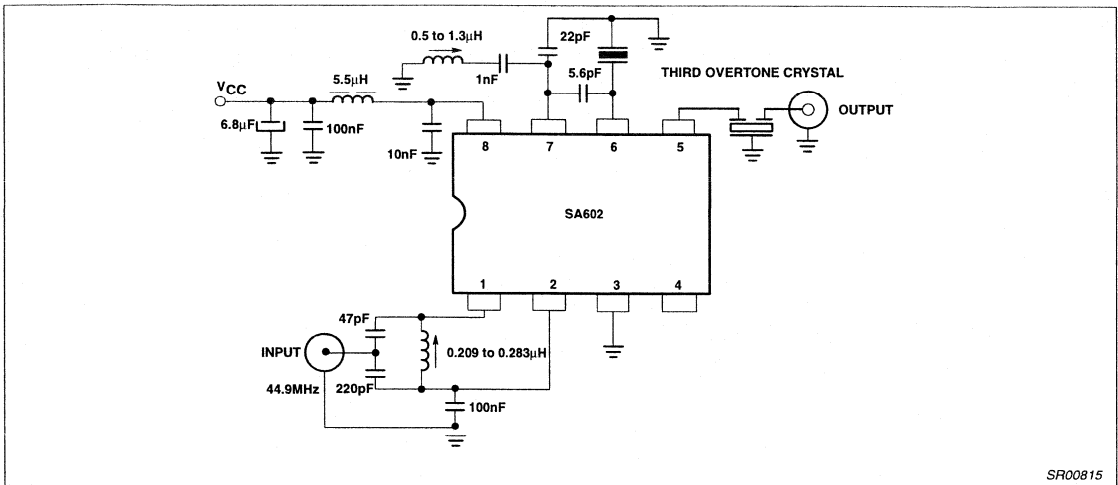 0.5 to 1.3μH
22pF
1nF
5.6pF
THIRD OVERTONE CRYSTAL
5.5μH
VCC
OUTPUT
6.8μF
100nF
10nF
8
7
6
5
SA602
1
2
3
4
47pF
INPUT
0.209 to 0.283μH
44.9MHz
220pF
100nF
SR00815